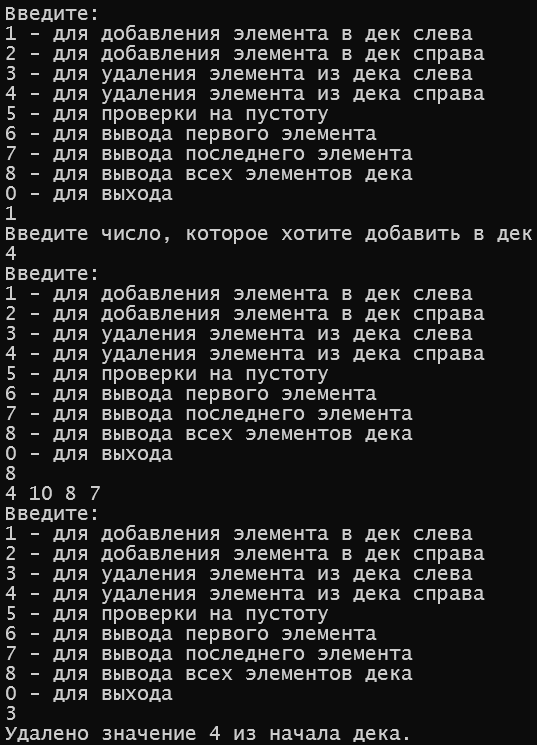 Введите:
1 - для добавления элемента в дек слева
2 - для добавления элемента в дек справа
3 - для удаления элемента из дека слева
4 - для удаления элемента из дека справа
5 - для проверки на пустоту
6 - для вывода первого элемента
7 - для вывода последнего элемента
8 - для вывода всех элементов дека
0 - для выхода
1
Введите число, которое хотите добавить в дек
4
Введите:
1 - для добавления элемента в дек слева
2 - для добавления элемента в дек справа
3 - для удаления элемента из дека слева
4 - для удаления элемента из дека справа
5 - для проверки на пустоту
6 - для вывода первого элемента
7 - для вывода последнего элемента
8 - для вывода всех элементов дека
0 - для выхода
8
4 10 8 7
Введите:
1 - для добавления элемента в дек слева
2 - для добавления элемента в дек справа
3 - для удаления элемента из дека слева
4 - для удаления элемента из дека справа
5 - для проверки на пустоту
6 - для вывода первого элемента
7 - для вывода последнего элемента
8 - для вывода всех элементов дека
0 - для выхода
3
Удалено значение 4 из начала дека.